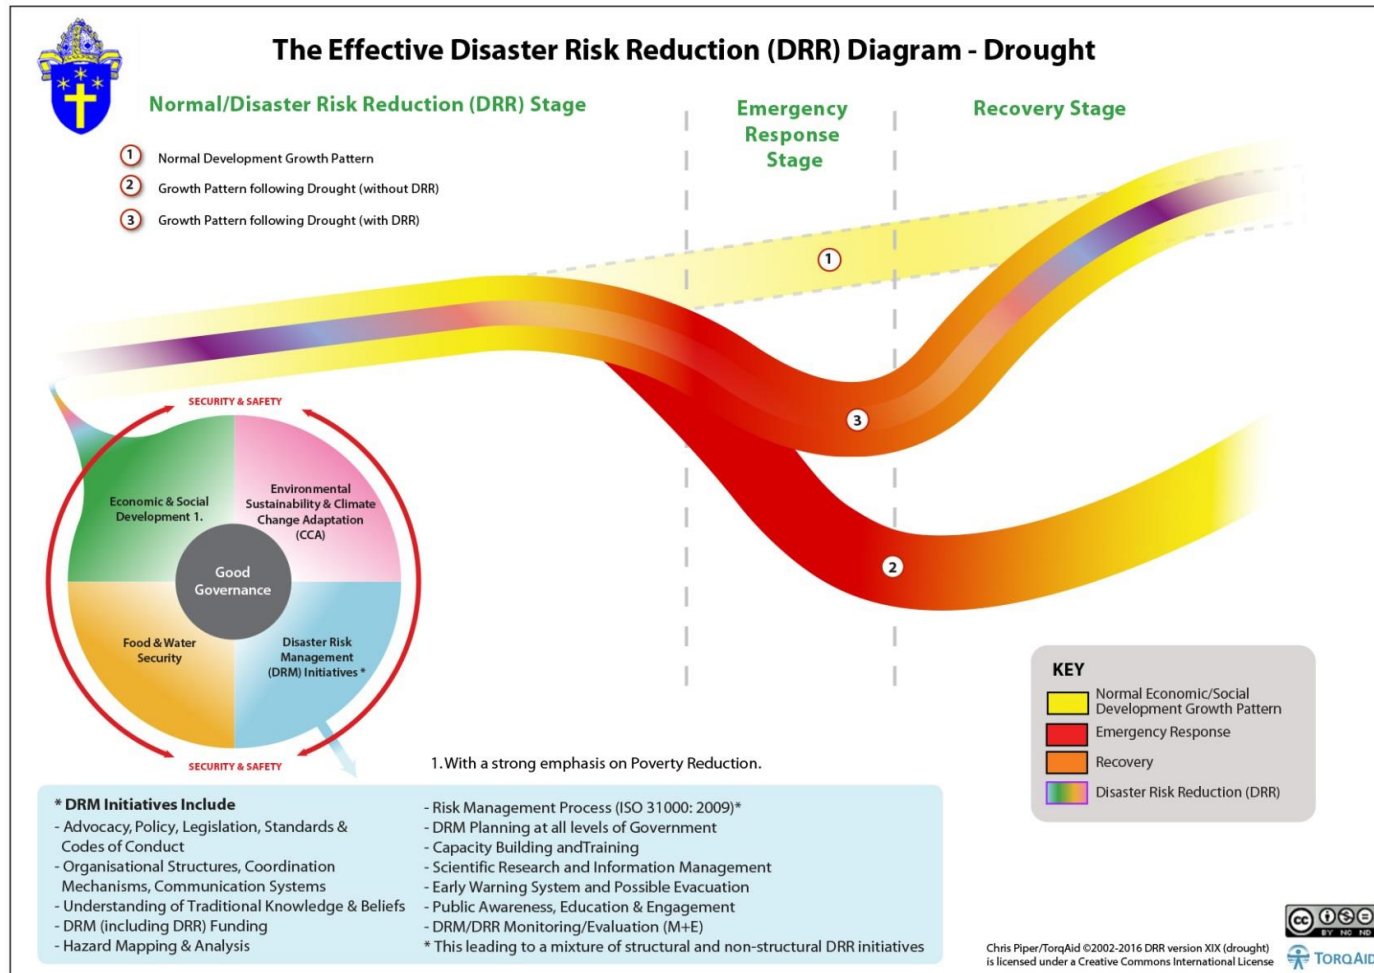 The Effective Disaster Risk Reduction (DRR) Diagram - Drought
Normal/Disaster Risk Reduction (DRR) Stage
Emergency
Response
Stage
Recovery Stage
1 Normal Development Growth Pattern
2 Growth Pattern following Drought (without DRR)
3 Growth Pattern following Drought (with DRR)
1
3
2
SECURITY & SAFETY
Economic & Social
Development 1.
Environmental
Sustainability & Climate
Change Adaptation
(CCA)
Good
Governance
Food & Water
Security
Disaster Risk
Management
(DRM) Initiatives *
SECURITY & SAFETY
1. With a strong emphasis on Poverty Reduction.
KEY
Normal Economic/Social
Development Growth Pattern
Emergency Response
Recovery
Disaster Risk Reduction (DRR)
* DRM Initiatives Include
- Advocacy, Policy, Legislation, Standards &
Codes of Conduct
- Organisational Structures, Coordination
Mechanisms, Communication Systems
- Understanding of Traditional Knowledge & Beliefs
- DRM (including DRR) Funding
- Hazard Mapping & Analysis
- Risk Management Process (ISO 31000: 2009)*
- DRM Planning at all levels of Government
- Capacity Building andTraining
- Scientific Research and Information Management
- Early Warning System and Possible Evacuation
- Public Awareness, Education & Engagement
- DRM/DRR Monitoring/Evaluation (M+E)
* This leading to a mixture of structural and non-structural DRR initiatives
Chris Piper/TorqAid ©2002-2016 DRR version XIX (drought)
is licensed under a Creative Commons International License
cc
BY NC ND
TORQAID